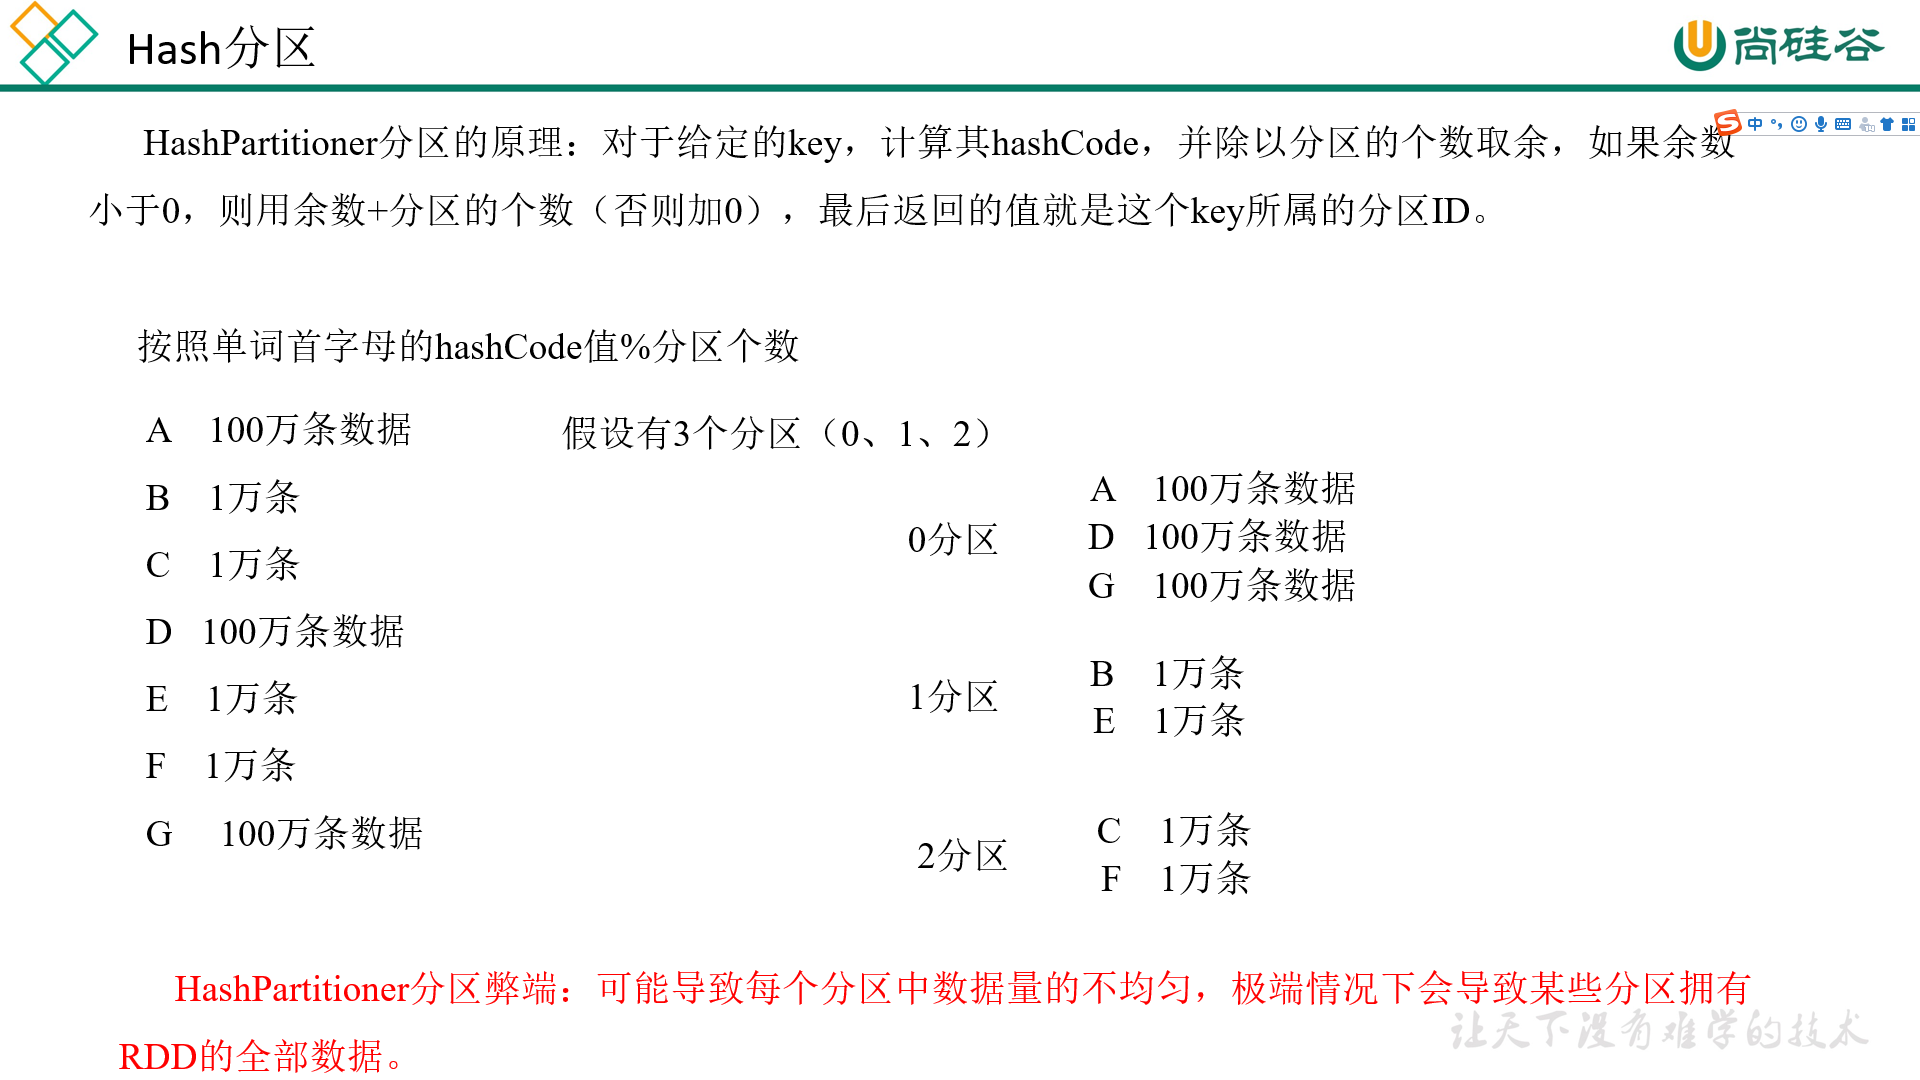 Hash分区
尚硅谷
中
HashPartitioner分区的原理：对于给定的key，计算其hashCode，并除以分区的个数取余，如果余数
小于0，则用余数+分区的个数（否则加0），最后返回的值就是这个key所属的分区ID。
按照单词首字母的hashCode值%分区个数
A 100万条数据
B 1万条
C 1万条
D 100万条数据
E 1万条
F 1万条
G 100万条数据
假设有3个分区（0、1、2）
0分区
A 100万条数据
D 100万条数据
G 100万条数据
1分区
B 1万条
E 1万条
2分区
C 1万条
F 1万条
HashPartitioner分区弊端：可能导致每个分区中数据量的不均匀，极端情况下会导致某些分区拥有
RDD的全部数据。
让天下没有难学的技术